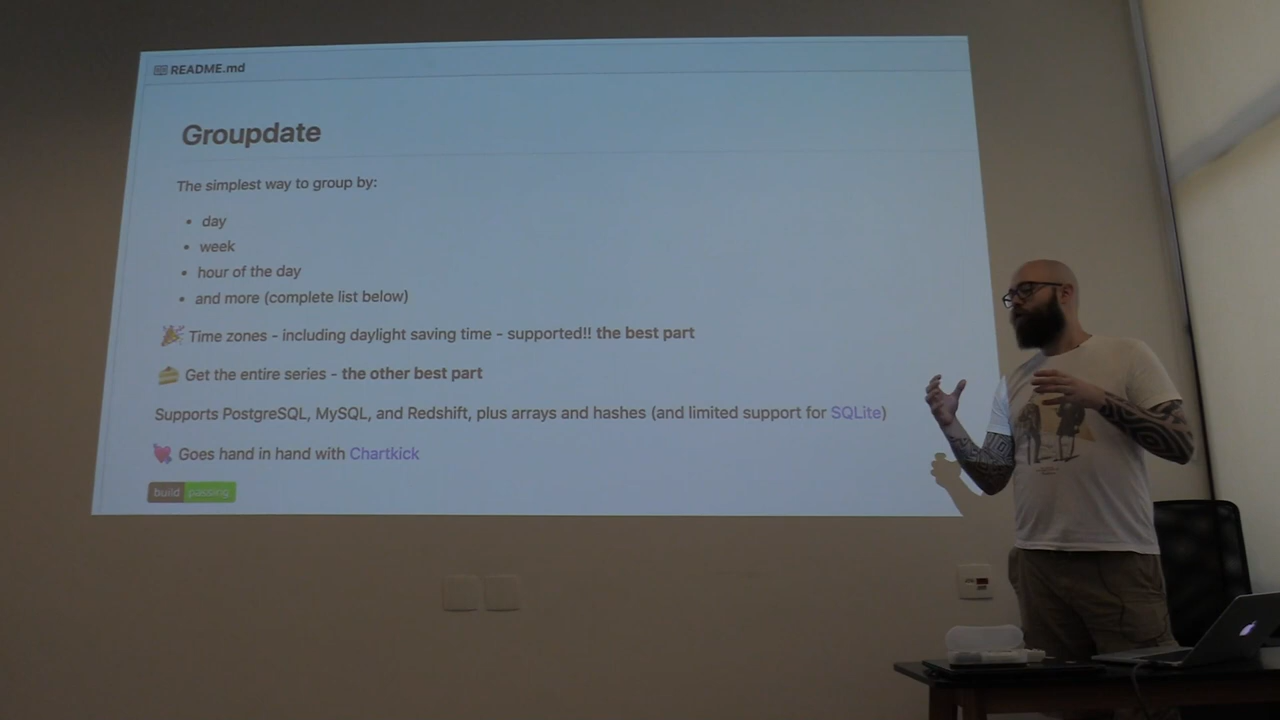 README.md
Groupdate
The simplest way to group by:
• day
• week
• hour of the day
• and more (complete list below)
🎉 Time zones - including daylight saving time - supported!! the best part
🍰 Get the entire series - the other best part
Supports PostgreSQL, MySQL, and Redshift, plus arrays and hashes (and limited support for SQLite)
💘 Goes hand in hand with Chartkick
build passing